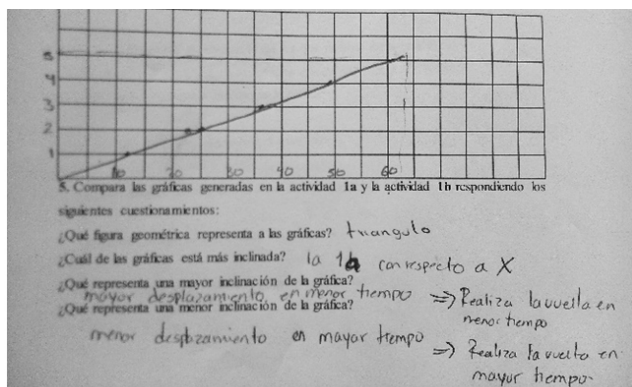 5
4
3
2
1
10 20 30 40 50 60
5. Compara las gráficas generadas en la actividad 1a y la actividad 1b respondiendo los
siguientes cuestionamientos:
¿Qué figura geométrica representa a las gráficas? triangulo
¿Cuál de las gráficas está más inclinada? la 1a con respecto a X
¿Qué representa una mayor inclinación de la gráfica?
mayor desplazamiento en menor tiempo => Realiza la vuelta en
menor tiempo
¿Qué representa una menor inclinación de la gráfica?
menor desplazamiento en mayor tiempo
=> Realiza la vuelta en
mayor tiempo.